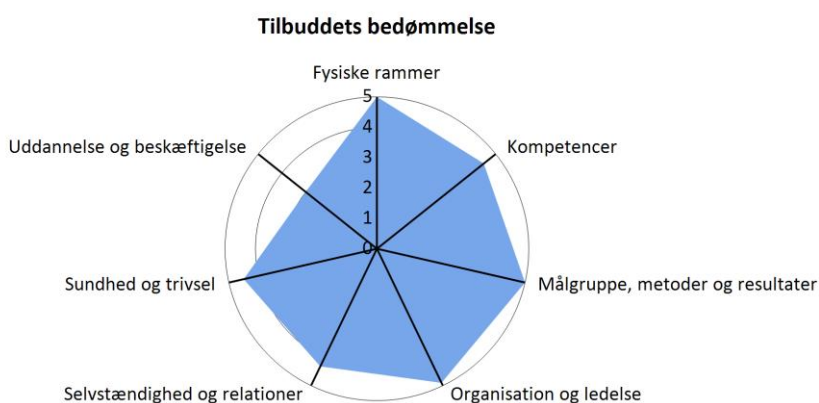 Tilbuddets bedømmelse
Fysiske rammer
5
4
3
2
1
0
Kompetencer
Målgruppe, metoder og resultater
Organisation og ledelse
Selvstændighed og relationer
Sundhed og trivsel
Uddannelse og beskæftigelse